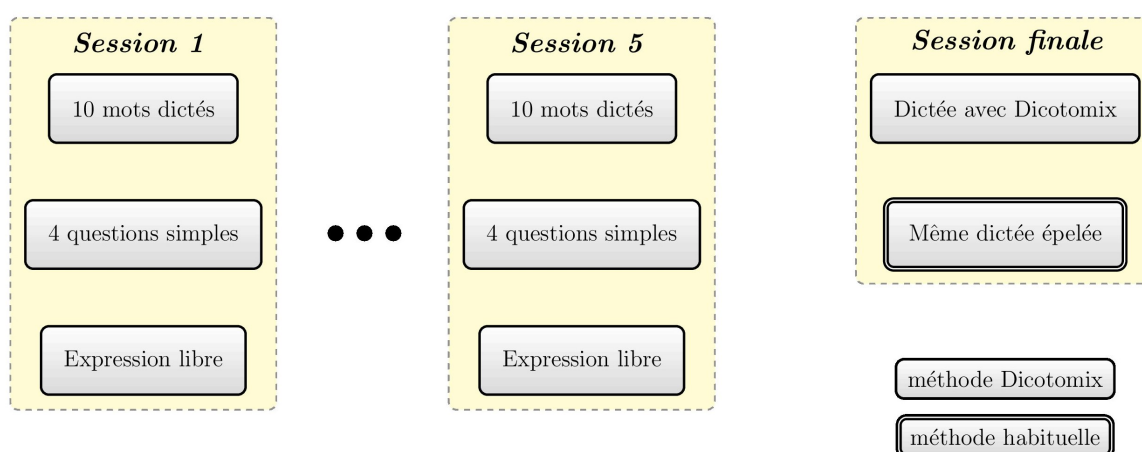 Session 1
10 mots dictés
4 questions simples
Expression libre
Session 5
10 mots dictés
4 questions simples
Expression libre
Session finale
Dictée avec Dicotomix
Même dictée épelée
méthode Dicotomix
méthode habituelle